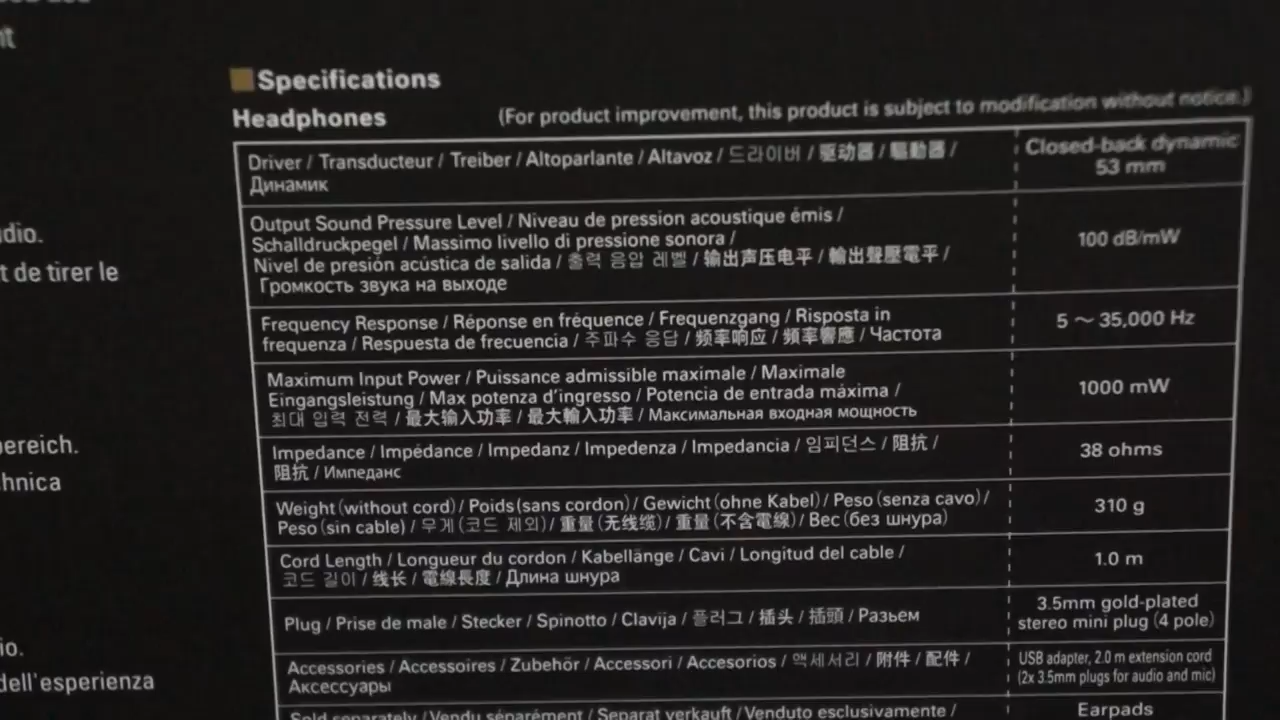 nt
■Specifications
Headphones
(For product improvement, this product is subject to modification without notice.)
Driver / Transducteur / Treiber / Altoparlante / Altavoz / 드라이버 / 驱动器 / 驅動器 /
Динамик
Closed-back dynamic
53 mm
Output Sound Pressure Level / Niveau de pression acoustique émis /
Schalldruckpegel / Massimo livello di pressione sonora /
Nivel de presión acústica de salida / 출력 음압 레벨 / 输出声压电平 / 輸出聲壓電平 /
Громкость звука на выходе
100 dB/mW
Frequency Response / Réponse en fréquence / Frequenzgang / Risposta in
frequenza / Respuesta de frecuencia / 주파수 응답 / 频率响应 / 頻率響應 / Частота
5 ～ 35,000 Hz
Maximum Input Power / Puissance admissible maximale / Maximale
Eingangsleistung / Max potenza d'ingresso / Potencia de entrada máxima /
최대 입력 전력 / 最大输入功率 / 最大輸入功率 / Максимальная входная мощность
1000 mW
Impedance / Impédance / Impedanz / Impedenza / Impedancia / 임피던스 / 阻抗 /
阻抗 / Импеданс
38 ohms
Weight (without cord) / Poids (sans cordon) / Gewicht (ohne Kabel) / Peso (senza cavo) /
Peso (sin cable) / 무게 (코드 제외) / 重量 (无线缆) / 重量 (不含電線) / Вес (без шнура)
310 g
Cord Length / Longueur du cordon / Kabellänge / Cavi / Longitud del cable /
코드 길이 / 线长 / 電線長度 / Длина шнура
1.0 m
Plug / Prise de male / Stecker / Spinotto / Clavija / 플러그 / 插头 / 插頭 / Разьем
3.5mm gold-plated
stereo mini plug (4 pole)
Accessories / Accessoires / Zubehör / Accessori / Accesorios / 액세서리 / 附件 / 配件 /
Аксессуары
USB adapter, 2.0 m extension cord
(2x 3.5mm plugs for audio and mic)
Sold separately / Vendu séparément / Separat verkauft / Venduto esclusivamente /
Earpads
udio.
t de tirer le
bereich.
hnica
io.
dell'esperienza